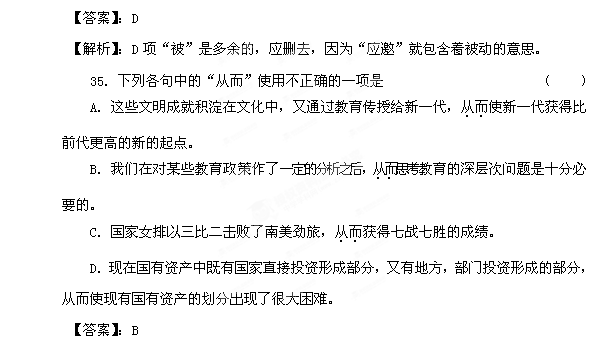 【答案】：D
【解析】：D 项“被”是多余的，应删去，因为“应邀”就包含着被动的意思。
35. 下列各句中的“从而”使用不正确的一项是 （ ）
A. 这些文明成就积淀在文化中，又通过教育传授给新一代，从而使新一代获得比
前代更高的新的起点。
B. 我们在对某些教育政策作了一定的分析之后，从而思考教育的深层次问题是十分必
要的。
C. 国家女排以三比二击败了南美劲旅，从而获得七战七胜的成绩。
D. 现在国有资产中既有国家直接投资形成部分，又有地方，部门投资形成的部分，
从而使现有国有资产的划分出现了很大困难。
【答案】：B